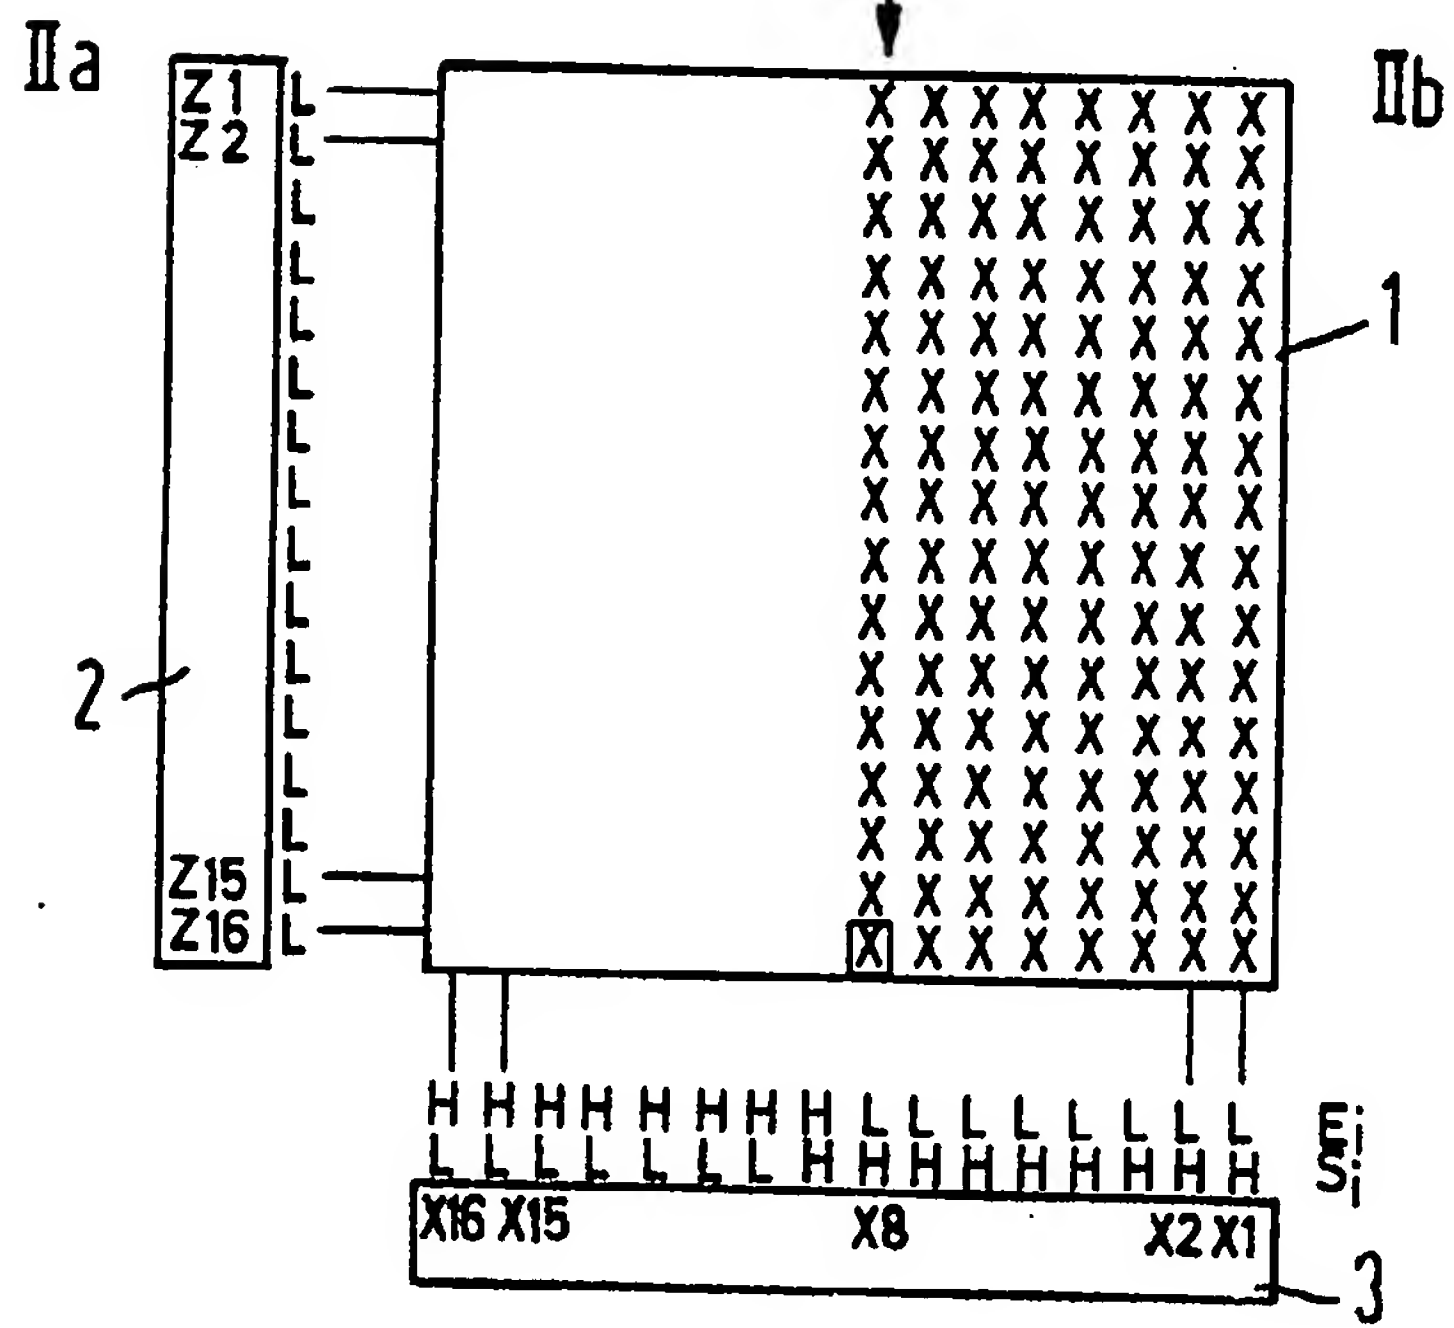 IIa
IIb
Z1 L X X X X X X X X
Z2 L X X X X X X X X
L X X X X X X X X
L X X X X X X X X
1
L X X X X X X X X
L X X X X X X X X
L X X X X X X X X
L X X X X X X X X
L X X X X X X X X
L X X X X X X X X
L X X X X X X X X
2
L X X X X X X X X
L X X X X X X X X
L X X X X X X X X
Z15 L X X X X X X X X
Z16 L X X X X X X X X
H H H H H H H H L L L L L L L L Ei
L L L L L L L H H H H H H H H H Si
X16 X15 X8 X2 X1
3